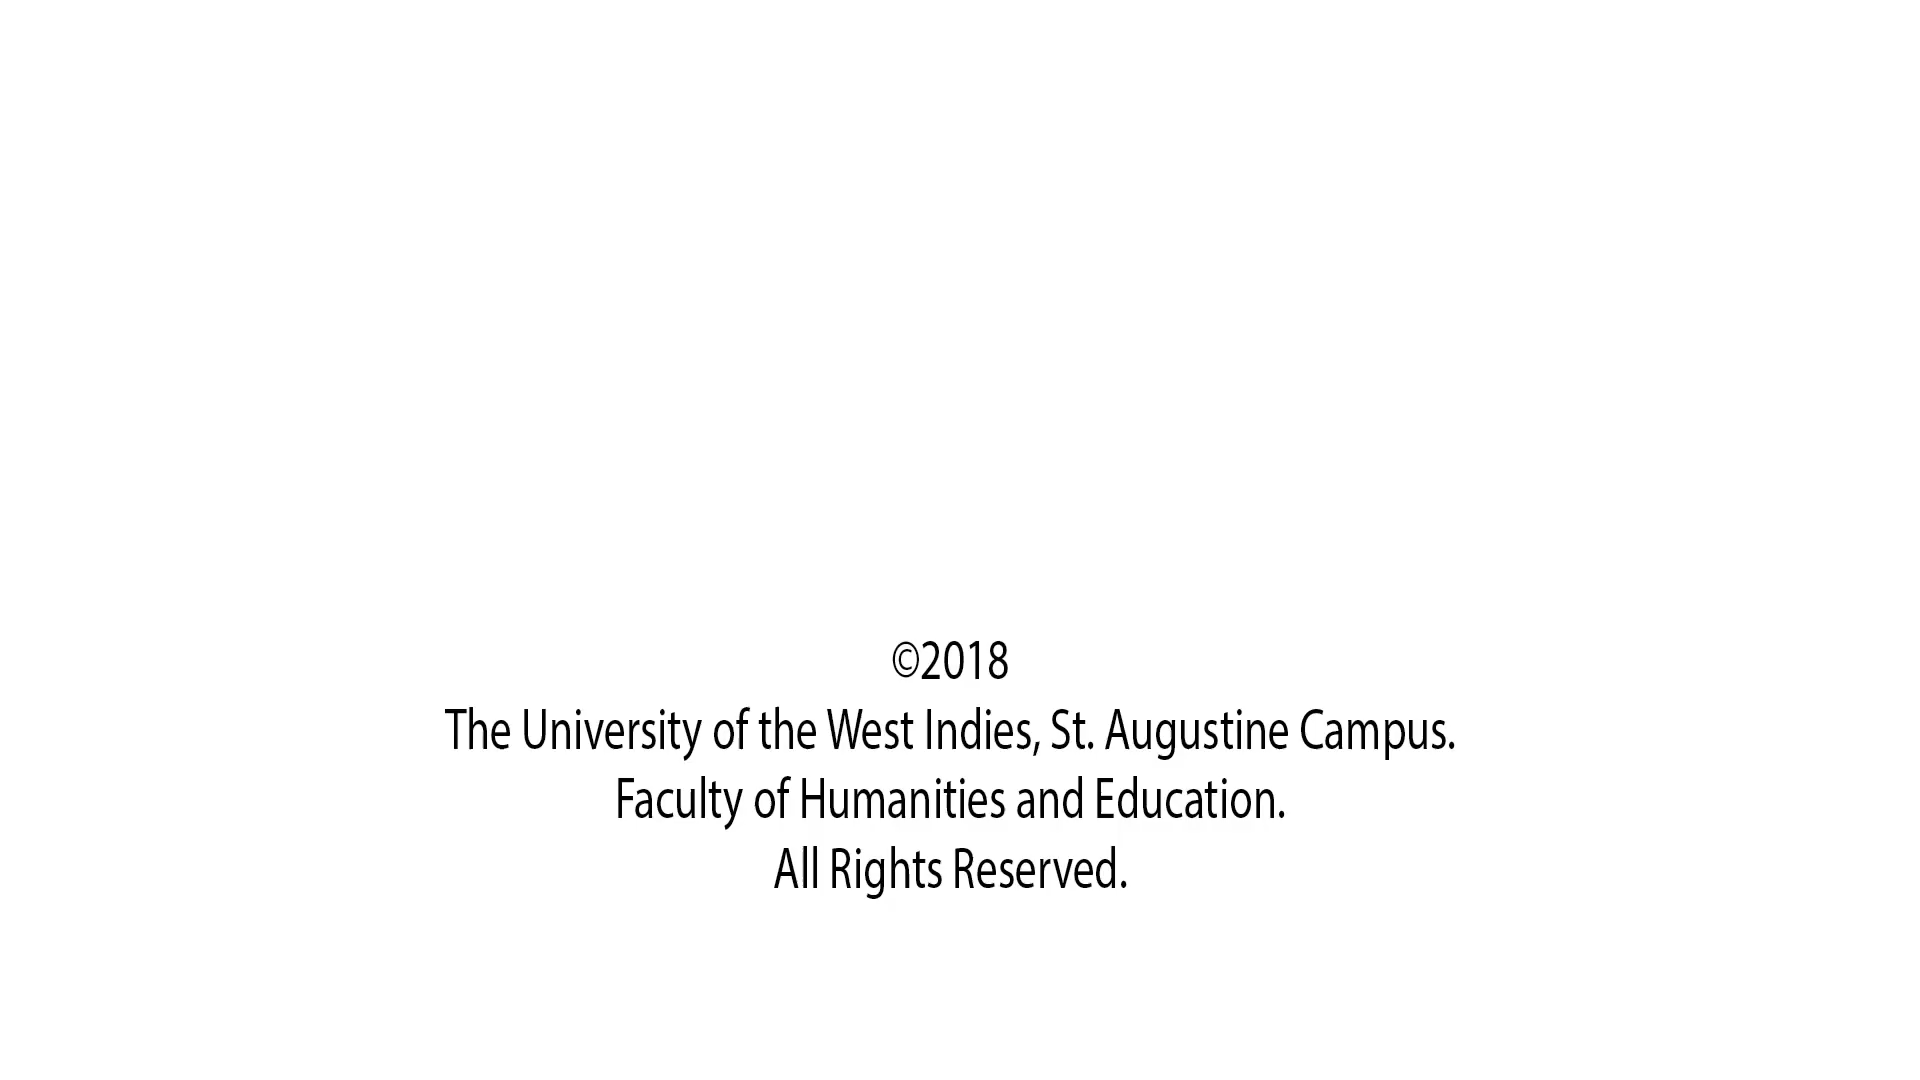 ©2018
The University of the West Indies, St. Augustine Campus.
Faculty of Humanities and Education.
All Rights Reserved.